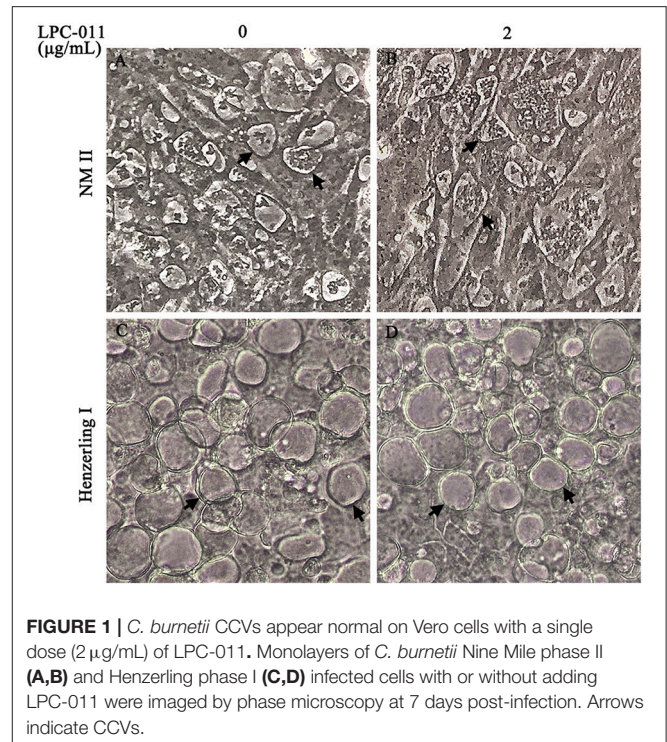 LPC-011 0 2
(µg/mL)
A B
NM II
C D
Henzerling I
FIGURE 1 | C. burnetii CCVs appear normal on Vero cells with a single
dose (2 µg/mL) of LPC-011. Monolayers of C. burnetii Nine Mile phase II
(A,B) and Henzerling phase I (C,D) infected cells with or without adding
LPC-011 were imaged by phase microscopy at 7 days post-infection. Arrows
indicate CCVs.